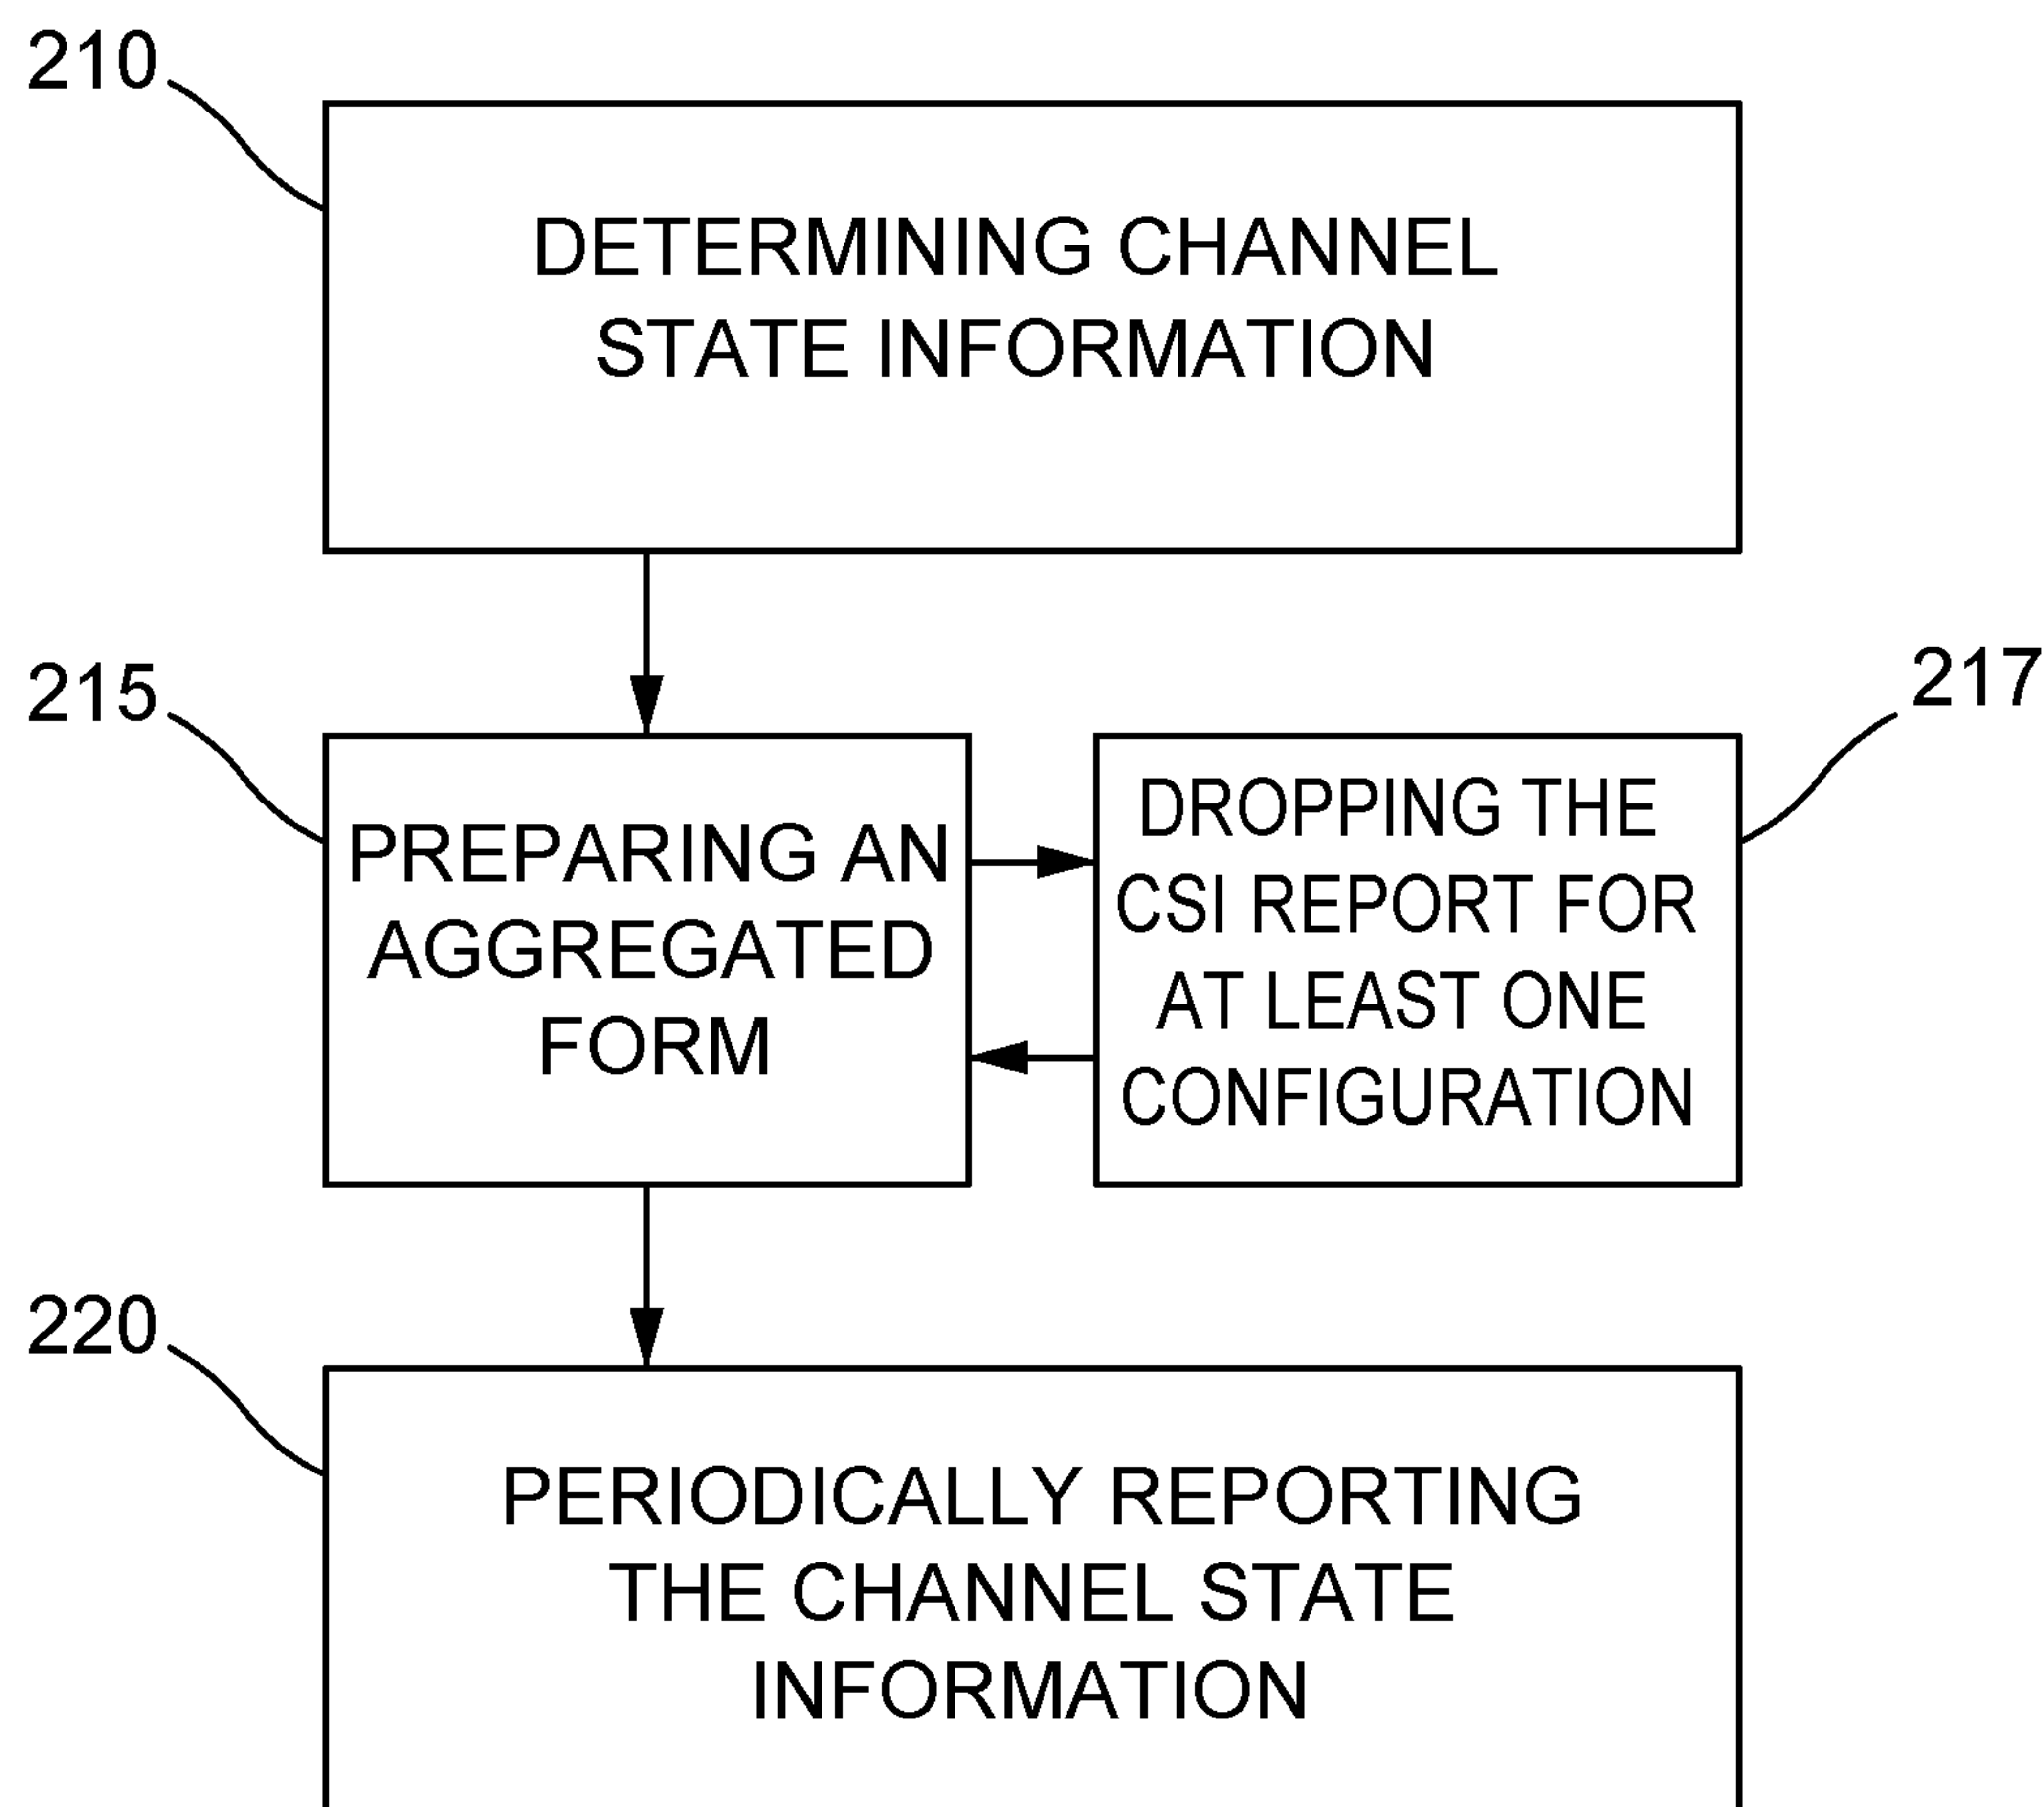 210
DETERMINING CHANNEL
STATE INFORMATION
215
PREPARING AN
AGGREGATED
FORM
217
DROPPING THE
CSI REPORT FOR
AT LEAST ONE
CONFIGURATION
220
PERIODICALLY REPORTING
THE CHANNEL STATE
INFORMATION